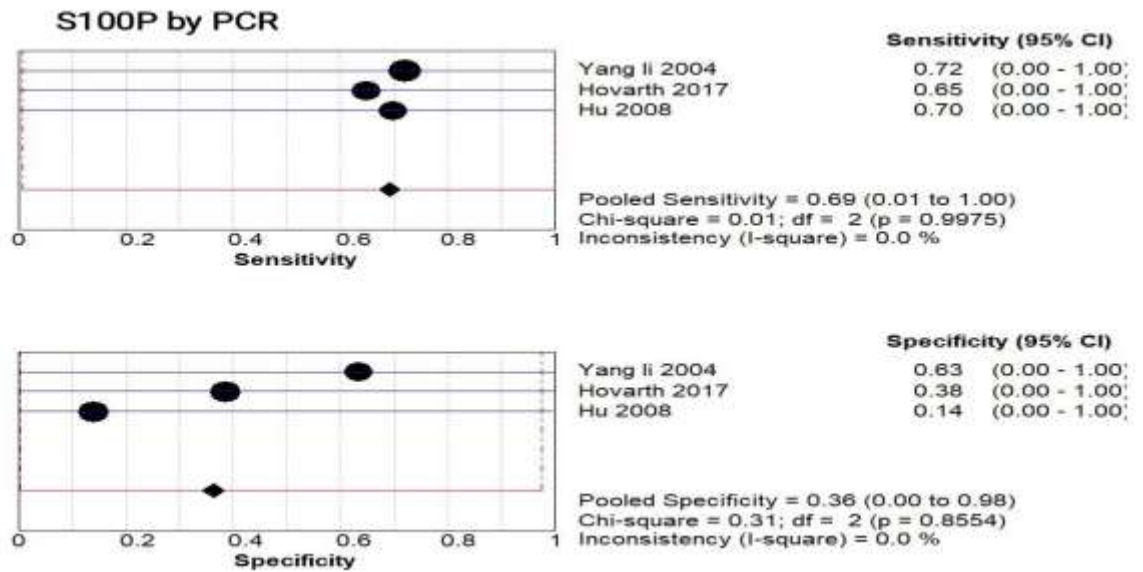 S100P by PCR
Sensitivity (95% CI)
Yang li 2004 0.72 (0.00 - 1.00)
Hovarth 2017 0.65 (0.00 - 1.00)
Hu 2008 0.70 (0.00 - 1.00)
Pooled Sensitivity = 0.69 (0.01 to 1.00)
Chi-square = 0.01; df = 2 (p = 0.9975)
Inconsistency (I-square) = 0.0 %
0 0.2 0.4 0.6 0.8 1
Sensitivity
Specificity (95% CI)
Yang li 2004 0.63 (0.00 - 1.00)
Hovarth 2017 0.38 (0.00 - 1.00)
Hu 2008 0.14 (0.00 - 1.00)
Pooled Specificity = 0.36 (0.00 to 0.98)
Chi-square = 0.31; df = 2 (p = 0.8554)
Inconsistency (I-square) = 0.0 %
0 0.2 0.4 0.6 0.8 1
Specificity